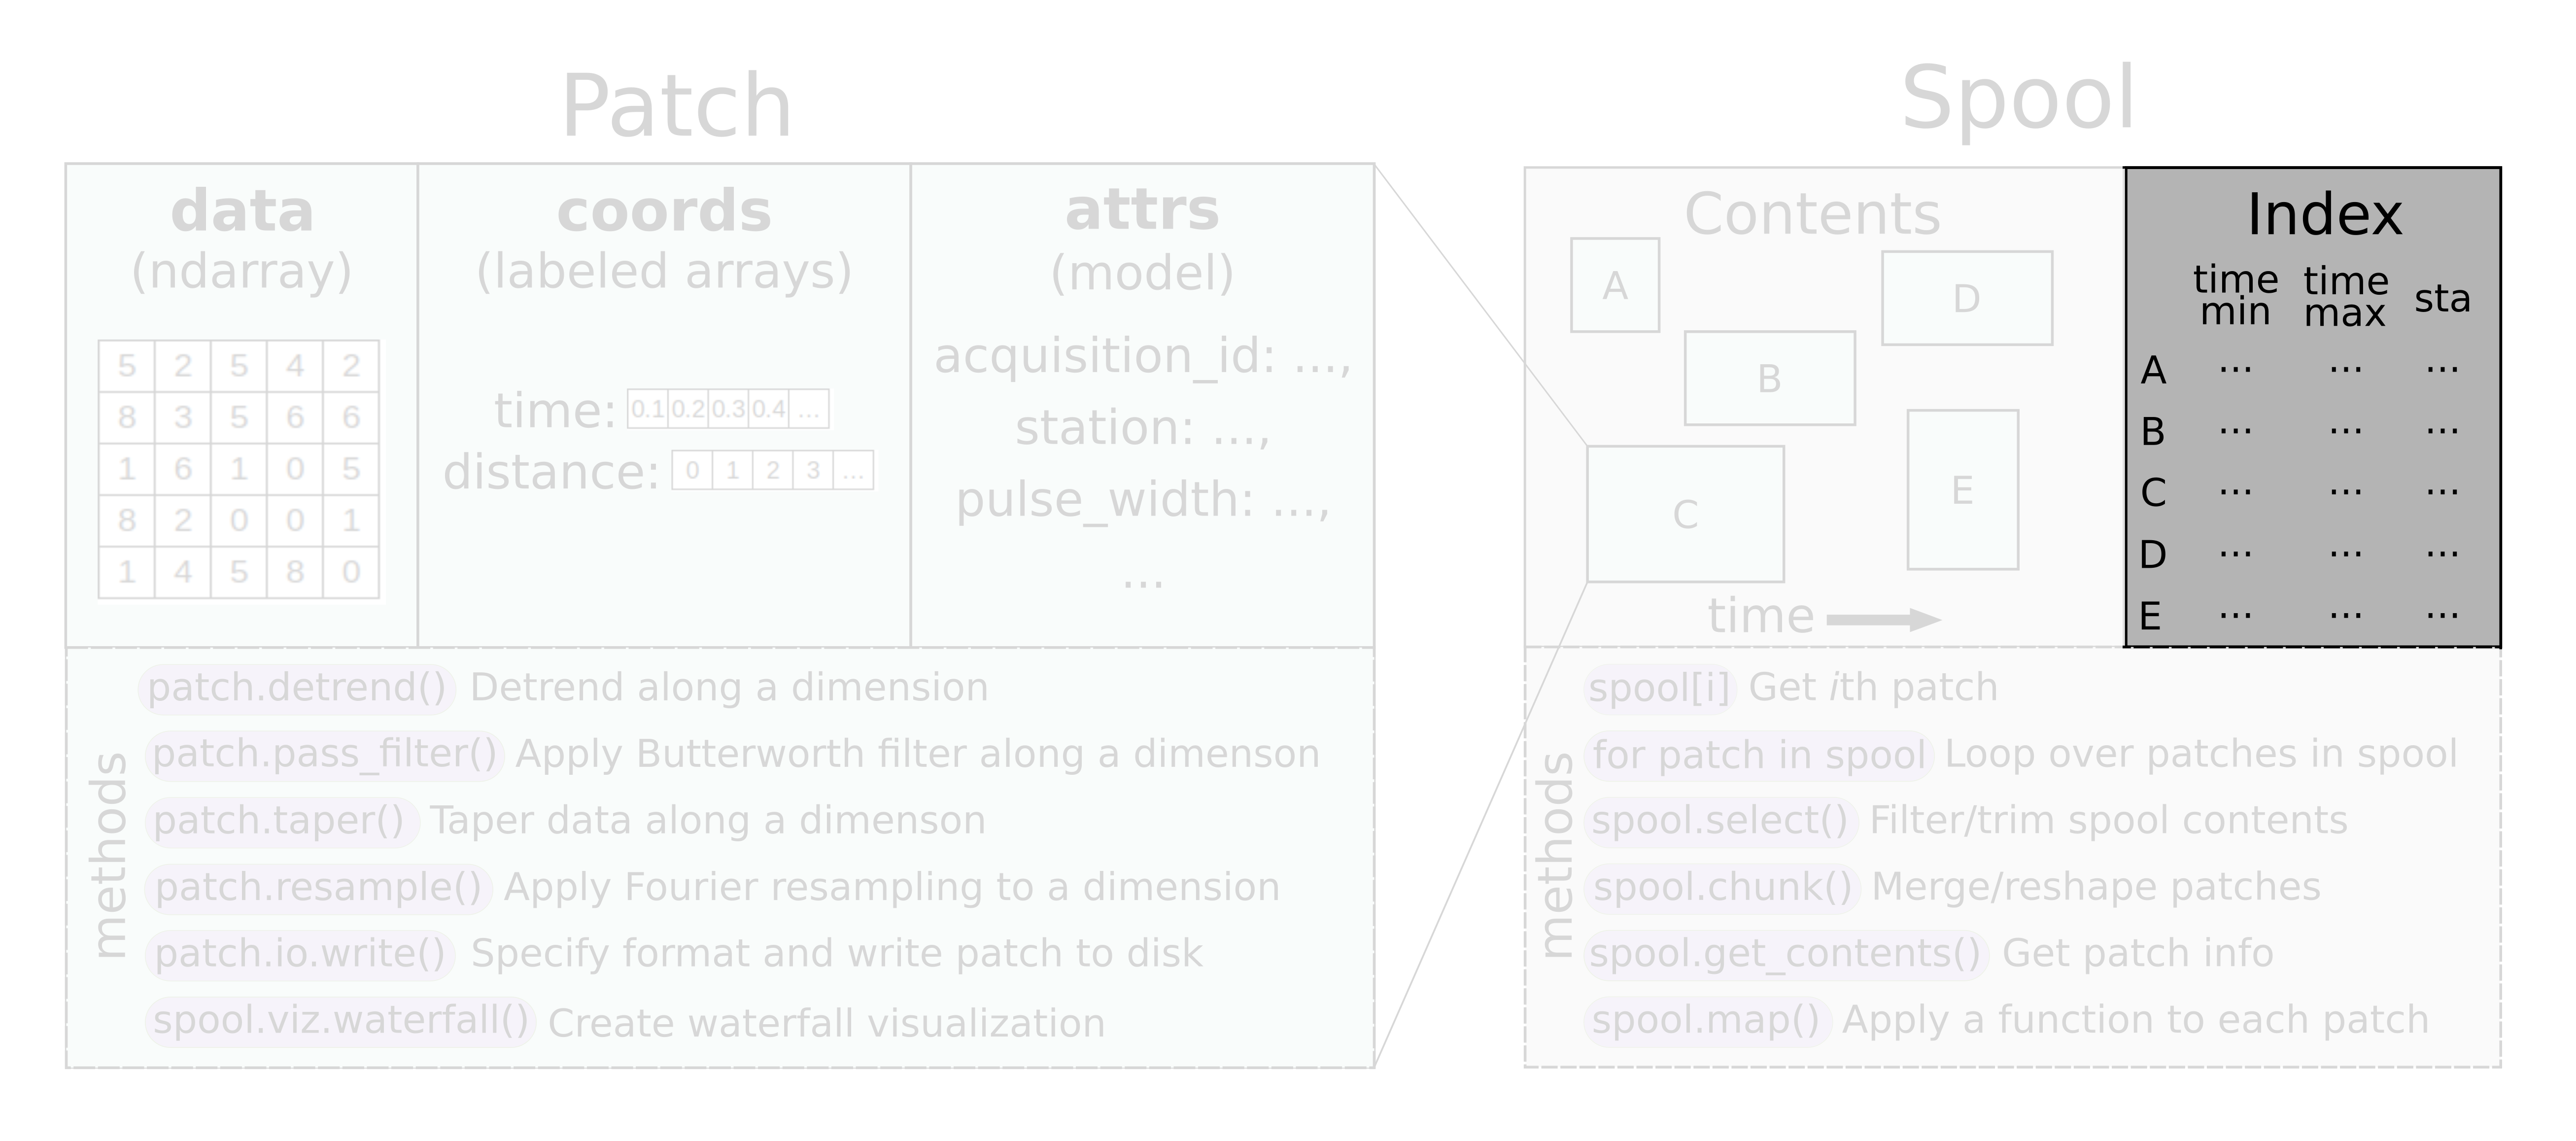 Patch
data
(ndarray)
5 2 5 4 2
8 3 5 6 6
1 6 1 0 5
8 2 0 0 1
1 4 5 8 0
coords
(labeled arrays)
time: 0.1 0.2 0.3 0.4 ...
distance: 0 1 2 3 ...
attrs
(model)
acquisition_id: ...,
station: ...,
pulse_width: ...,
...
methods
patch.detrend() Detrend along a dimension
patch.pass_filter() Apply Butterworth filter along a dimenson
patch.taper() Taper data along a dimenson
patch.resample() Apply Fourier resampling to a dimension
patch.io.write() Specify format and write patch to disk
spool.viz.waterfall() Create waterfall visualization
Spool
Contents
A
D
B
E
C
time
Index
time min time max sta
A ... ... ...
B ... ... ...
C ... ... ...
D ... ... ...
E ... ... ...
methods
spool[i] Get ith patch
for patch in spool Loop over patches in spool
spool.select() Filter/trim spool contents
spool.chunk() Merge/reshape patches
spool.get_contents() Get patch info
spool.map() Apply a function to each patch